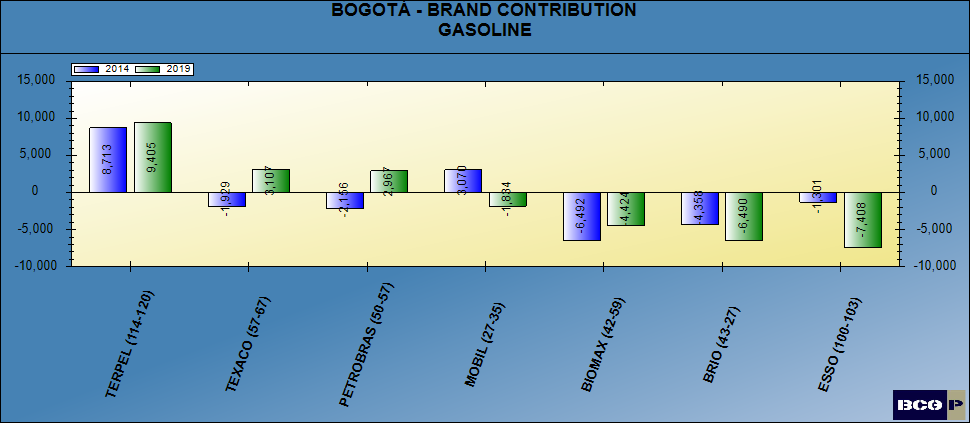 BOGOTÁ - BRAND CONTRIBUTION
GASOLINE
2014 2019
15,000 15,000
10,000 10,000
5,000 5,000
0 0
-5,000 -5,000
-10,000 -10,000
8,713
9,405
-1,929
3,107
-2,156
2,967
3,070
-1,834
-6,492
-4,424
-4,358
-6,490
-1,301
-7,408
TERPEL (114-120)
TEXACO (57-67)
PETROBRAS (50-57)
MOBIL (27-35)
BIOMAX (42-59)
BRIO (43-27)
ESSO (100-103)
BCG P